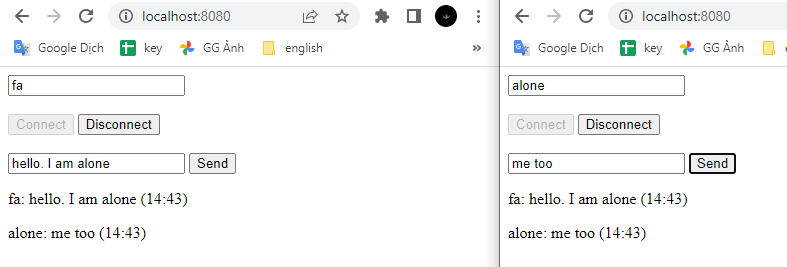 localhost:8080
Google Dịch key GG Ảnh english »
fa
Connect Disconnect
hello. I am alone Send
fa: hello. I am alone (14:43)
alone: me too (14:43)
localhost:8080
Google Dịch key GG Ảnh
alone
Connect Disconnect
me too Send
fa: hello. I am alone (14:43)
alone: me too (14:43)